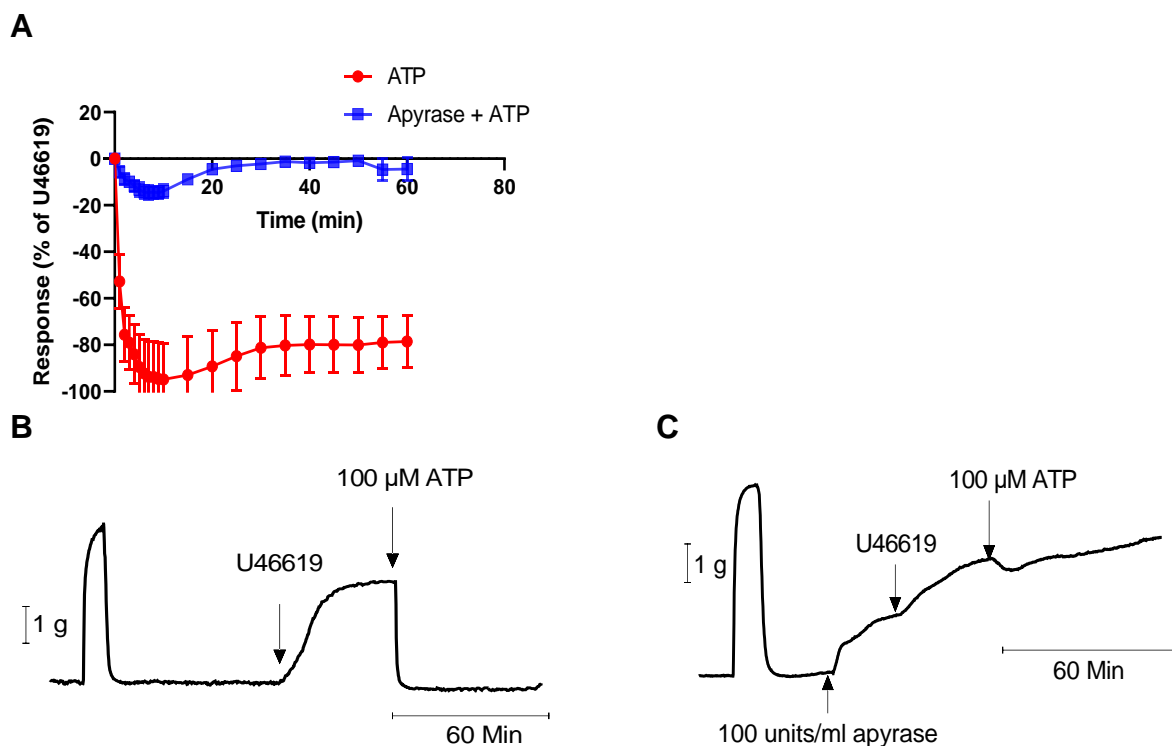 A
ATP
Apyrase + ATP
Response (% of U46619)
20
0
-20
-40
-60
-80
-100
20
40
60
80
Time (min)
B
100 µM ATP
U46619
1 g
60 Min
C
100 µM ATP
U46619
1 g
60 Min
100 units/ml apyrase